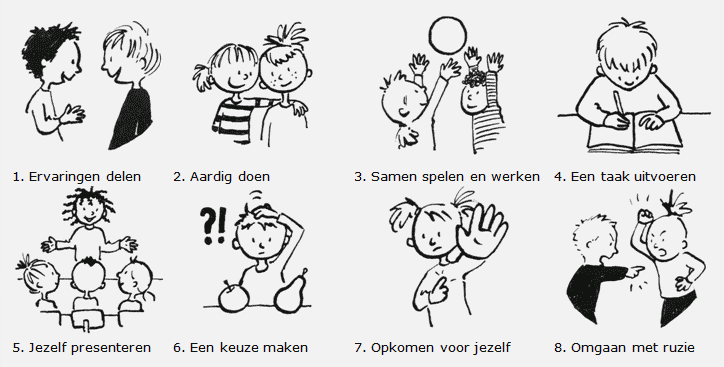 1. Ervaringen delen
2. Aardig doen
3. Samen spelen en werken
4. Een taak uitvoeren
?!
5. Jezelf presenteren
6. Een keuze maken
7. Opkomen voor jezelf
8. Omgaan met ruzie